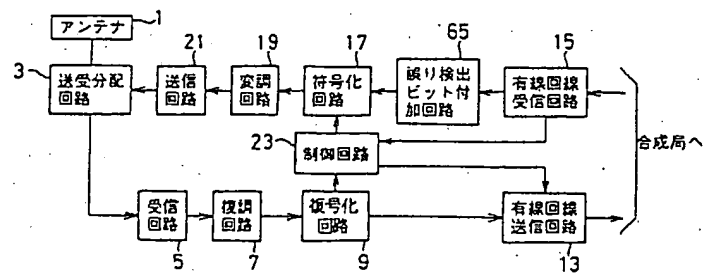 アンテナ
1
3
送受分配
回路
21
送信
回路
19
変調
回路
17
符号化
回路
65
誤り検出
ビット付
加回路
15
有線回線
受信回路
23
制御回路
合成局へ
受信
回路
5
復調
回路
7
復号化
回路
9
有線回線
送信回路
13